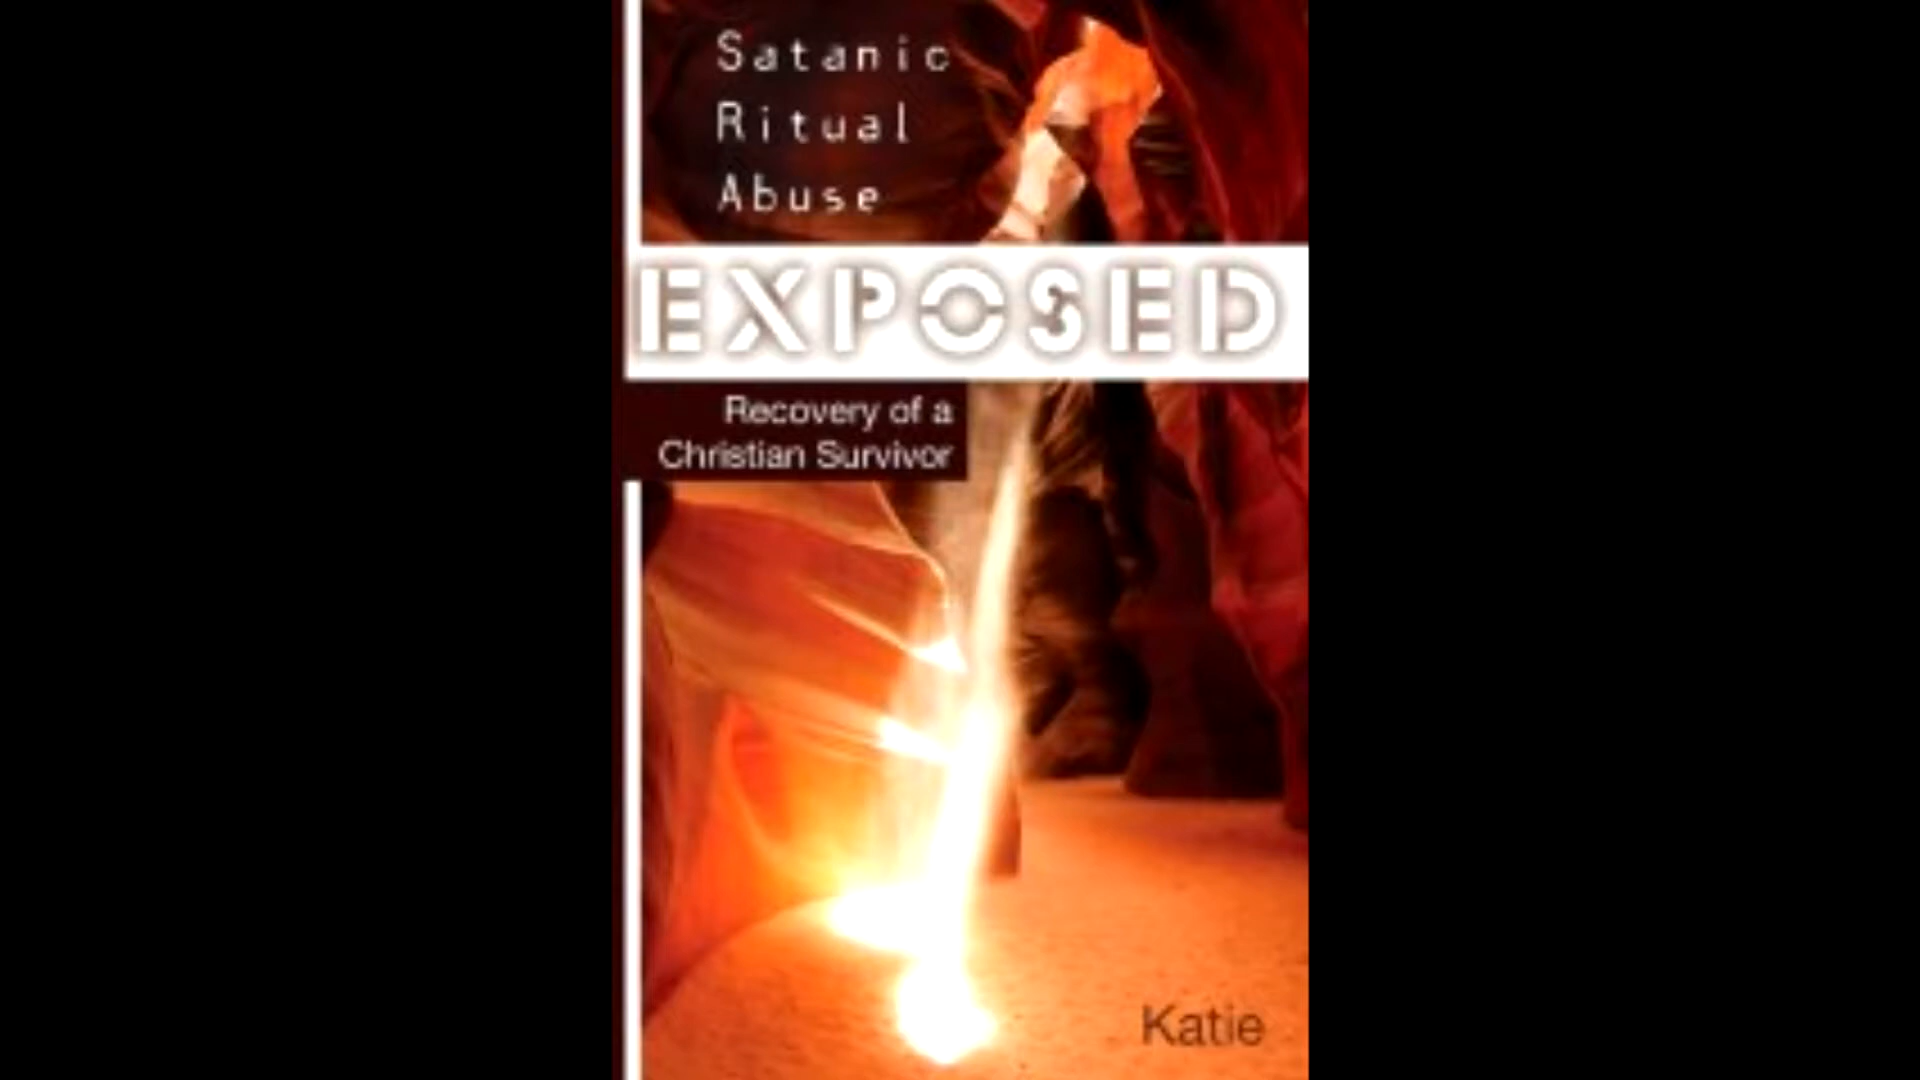 Satanic
Ritual
Abuse
EXPOSED
Recovery of a
Christian Survivor
Katie